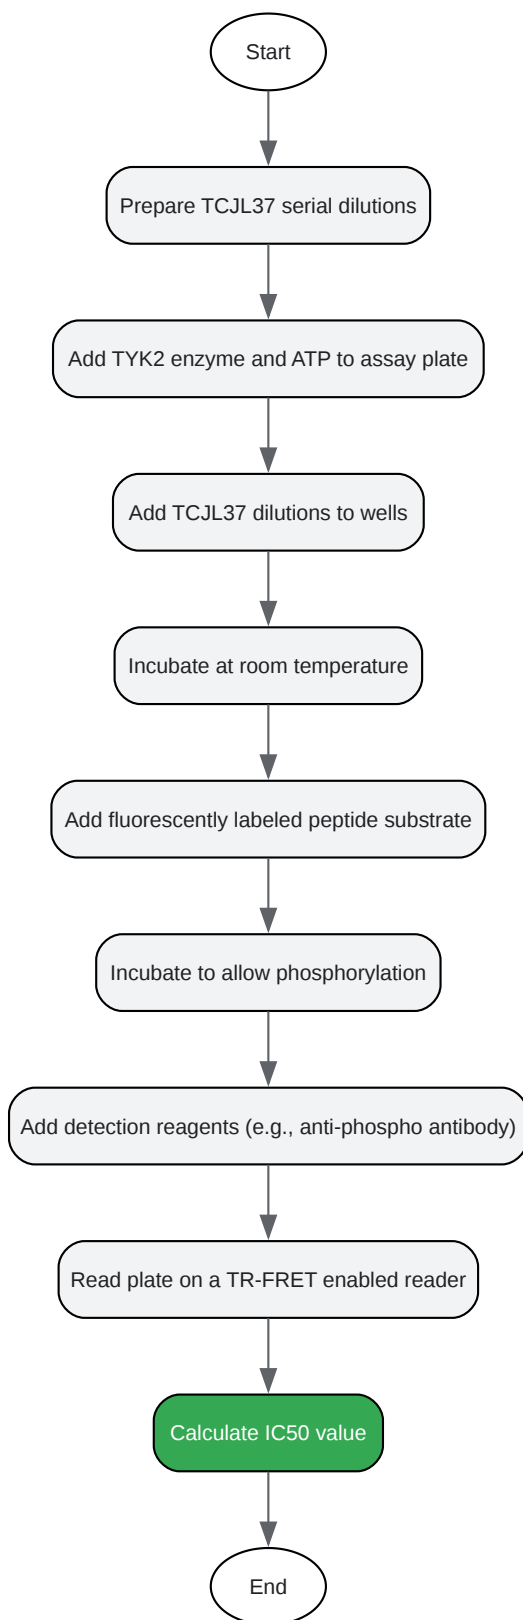 Start
Prepare TCJL37 serial dilutions
Add TYK2 enzyme and ATP to assay plate
Add TCJL37 dilutions to wells
Incubate at room temperature
Add fluorescently labeled peptide substrate
Incubate to allow phosphorylation
Add detection reagents (e.g., anti-phospho antibody)
Read plate on a TR-FRET enabled reader
Calculate IC50 value
End